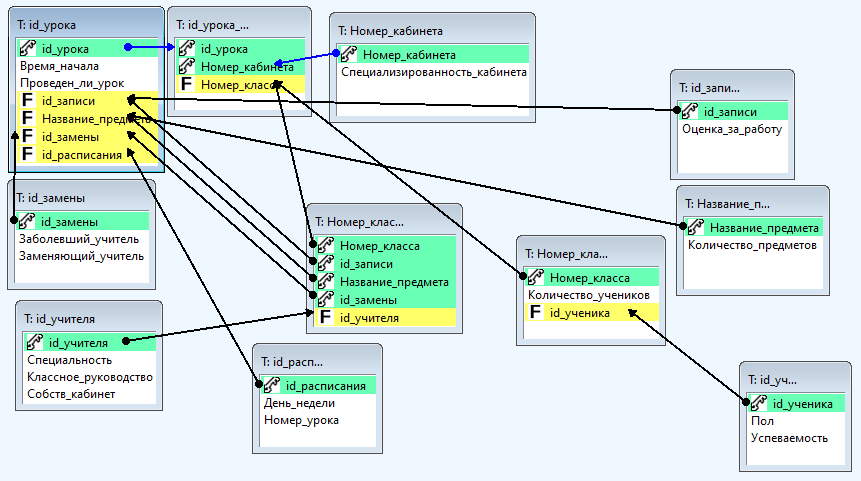 T: id_урока
id_урока
Время_начала
Проведен_ли_урок
F id_записи
F Название_предмета
F id_замены
F id_расписания
T: id_урока_...
id_урока
Номер_кабинета
F Номер_класса
T: Номер_кабинета
Номер_кабинета
Специализированность_кабинета
T: id_запи...
id_записи
Оценка_за_работу
T: id_замены
id_замены
Заболевший_учитель
Заменяющий_учитель
T: Номер_клас...
Номер_класса
id_записи
Название_предмета
id_замены
F id_учителя
T: Название_п...
Название_предмета
Количество_предметов
T: Номер_кла...
Номер_класса
Количество_учеников
F id_ученика
T: id_учителя
id_учителя
Специальность
Классное_руководство
Собств_кабинет
T: id_расп...
id_расписания
День_недели
Номер_урока
T: id_уч...
id_ученика
Пол
Успеваемость